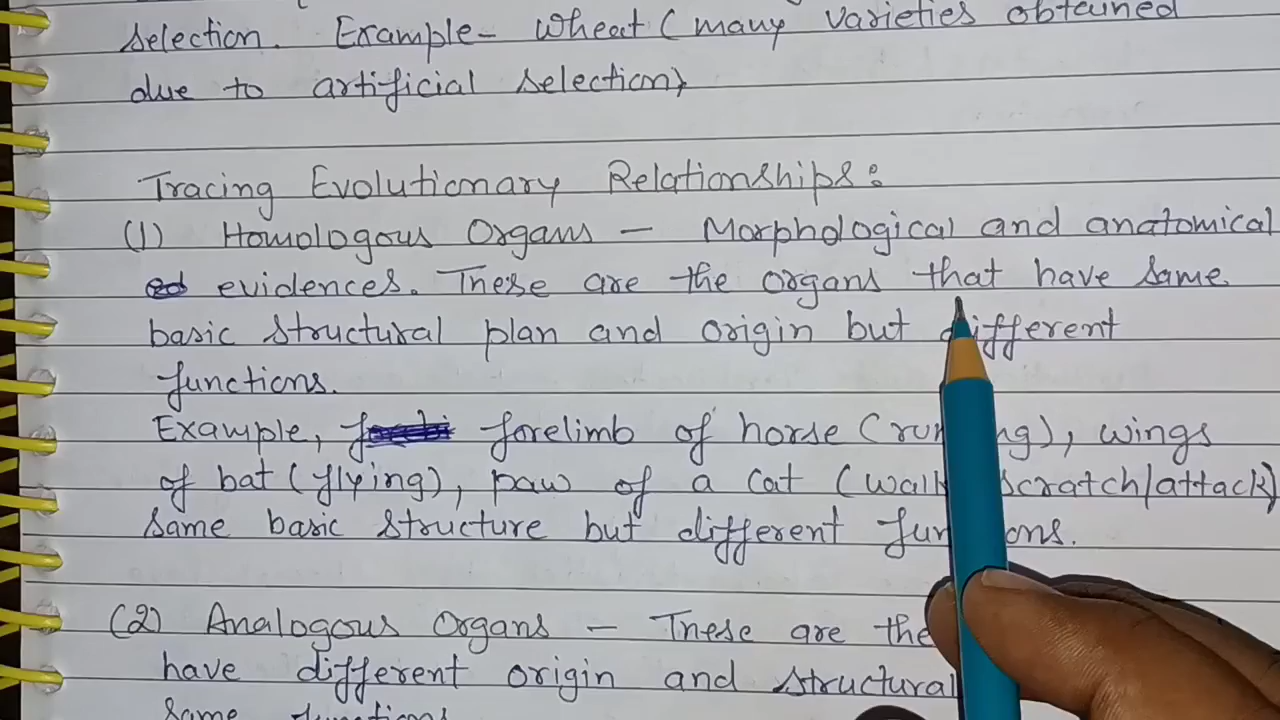 selection. Example- Wheat (many varieties obtained
due to artificial selection)
Tracing Evolutionary Relationships:
(1) Homologous Organs - Morphological and anatomical
evidences. These are the organs that have same
basic structural plan and origin but different
functions.
Example, forelimb of horse (running), wings
of bat (flying), paw of a cat (walk scratch/attack)
same basic structure but different functions.
(2) Analogous Organs - These are the
have different origin and structural
same functions